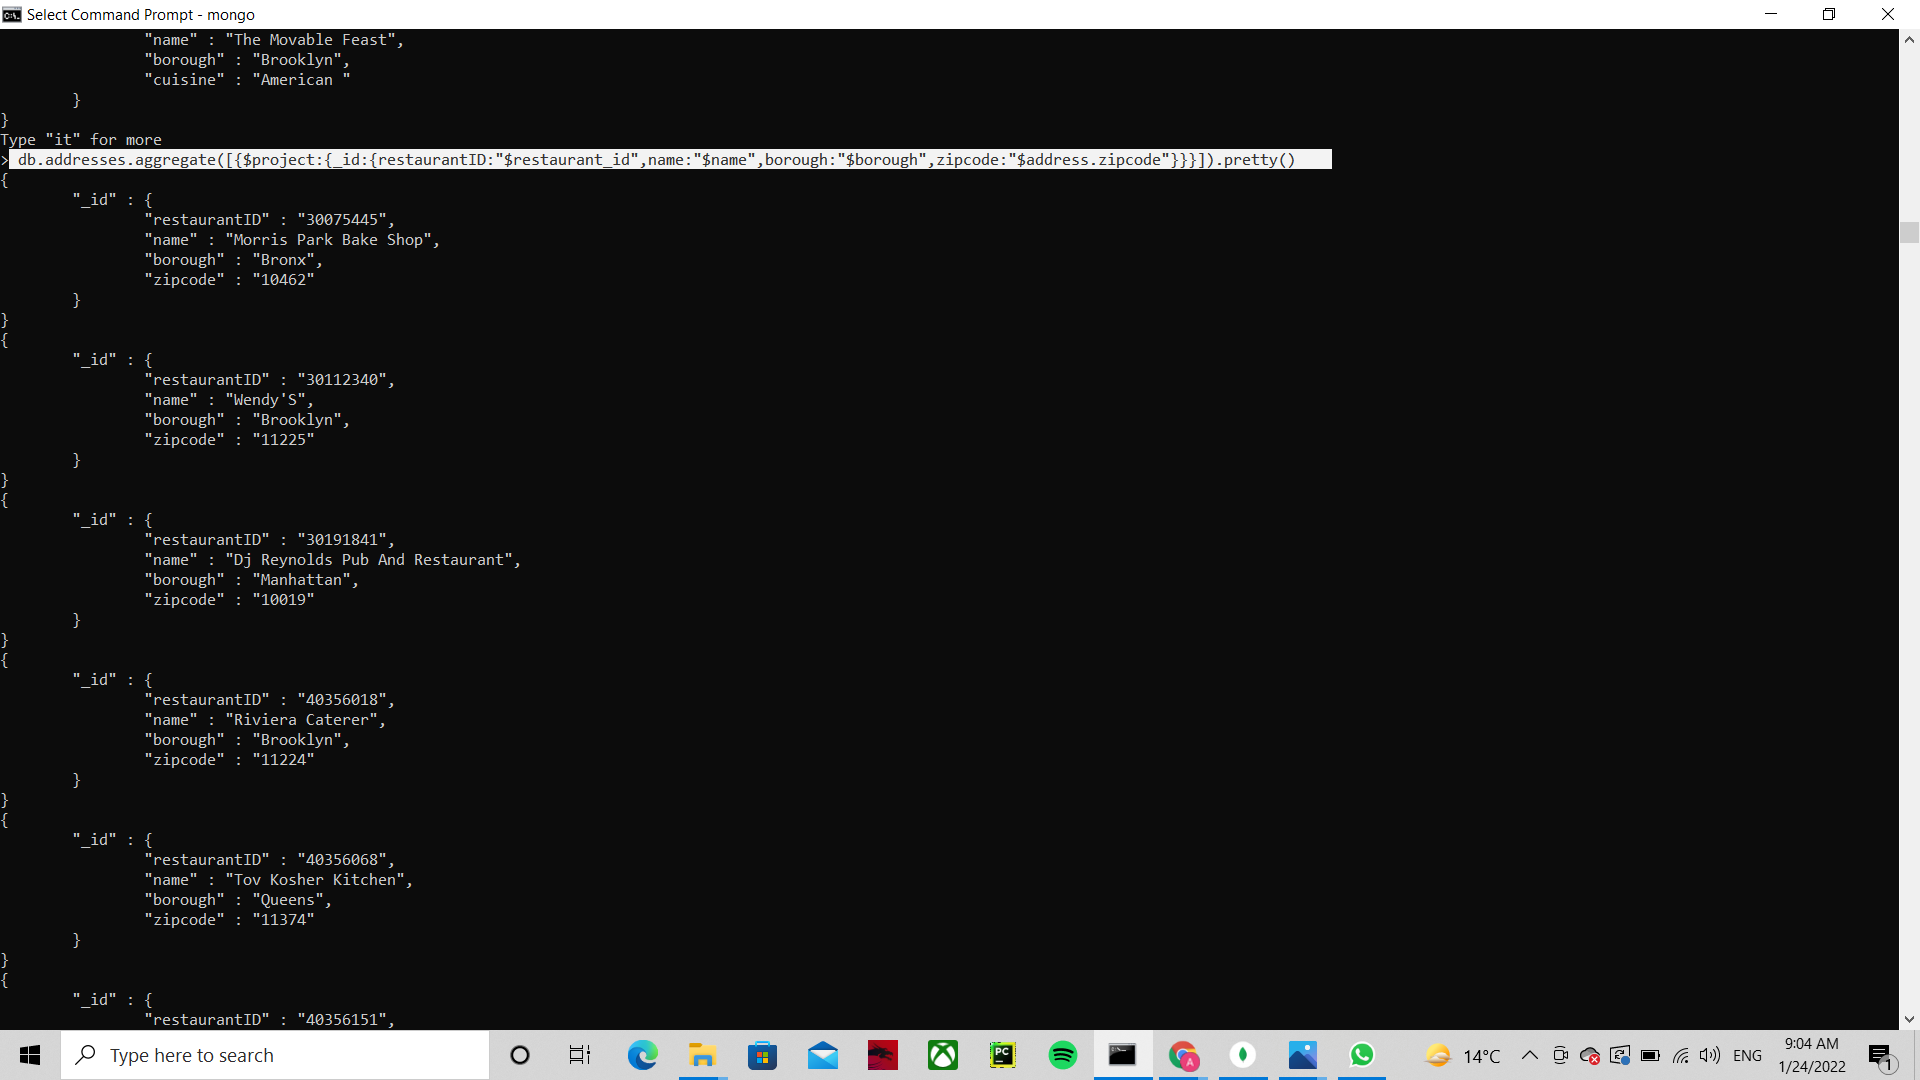 Select Command Prompt - mongo
"name" : "The Movable Feast",
"borough" : "Brooklyn",
"cuisine" : "American "
}
}
Type "it" for more
> db.addresses.aggregate([{$project:{_id:{restaurantID:"$restaurant_id",name:"$name",borough:"$borough",zipcode:"$address.zipcode"}}}]).pretty()
{
"_id" : {
"restaurantID" : "30075445",
"name" : "Morris Park Bake Shop",
"borough" : "Bronx",
"zipcode" : "10462"
}
}
{
"_id" : {
"restaurantID" : "30112340",
"name" : "Wendy'S",
"borough" : "Brooklyn",
"zipcode" : "11225"
}
}
{
"_id" : {
"restaurantID" : "30191841",
"name" : "Dj Reynolds Pub And Restaurant",
"borough" : "Manhattan",
"zipcode" : "10019"
}
}
{
"_id" : {
"restaurantID" : "40356018",
"name" : "Riviera Caterer",
"borough" : "Brooklyn",
"zipcode" : "11224"
}
}
{
"_id" : {
"restaurantID" : "40356068",
"name" : "Tov Kosher Kitchen",
"borough" : "Queens",
"zipcode" : "11374"
}
}
{
"_id" : {
"restaurantID" : "40356151",
Type here to search
PC
A
14°C
ENG
9:04 AM
1/24/2022
1